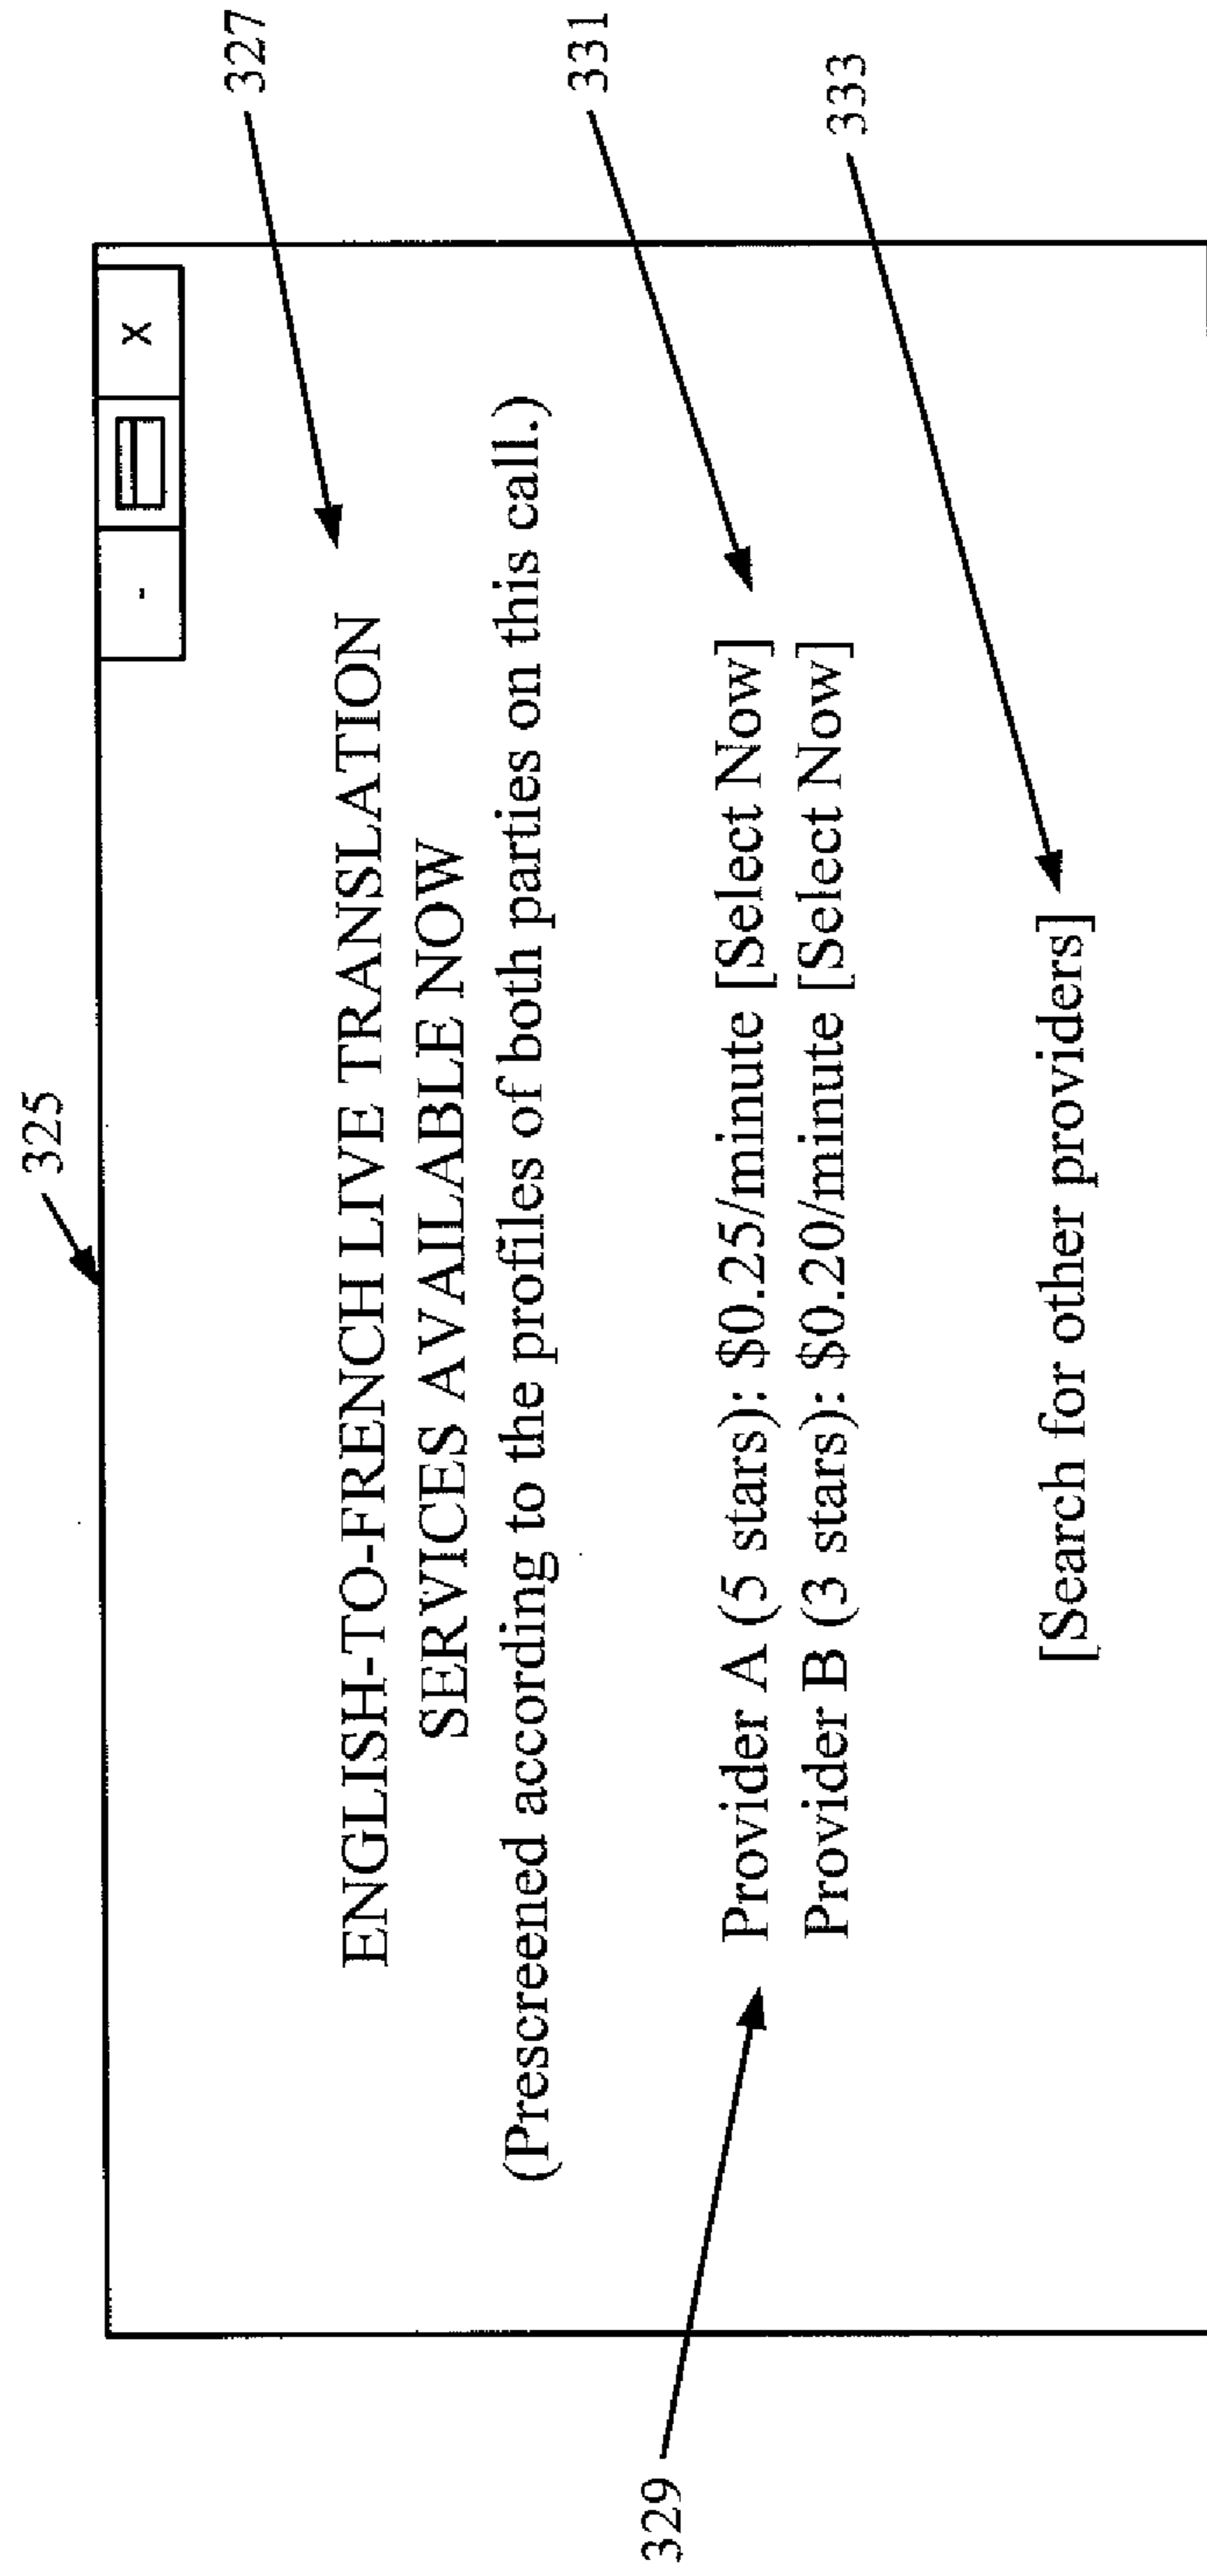 325
- X
327
ENGLISH-TO-FRENCH LIVE TRANSLATION
SERVICES AVAILABLE NOW
(Prescreened according to the profiles of both parties on this call.)
329
331
Provider A (5 stars): $0.25/minute [Select Now]
Provider B (3 stars): $0.20/minute [Select Now]
333
[Search for other providers]